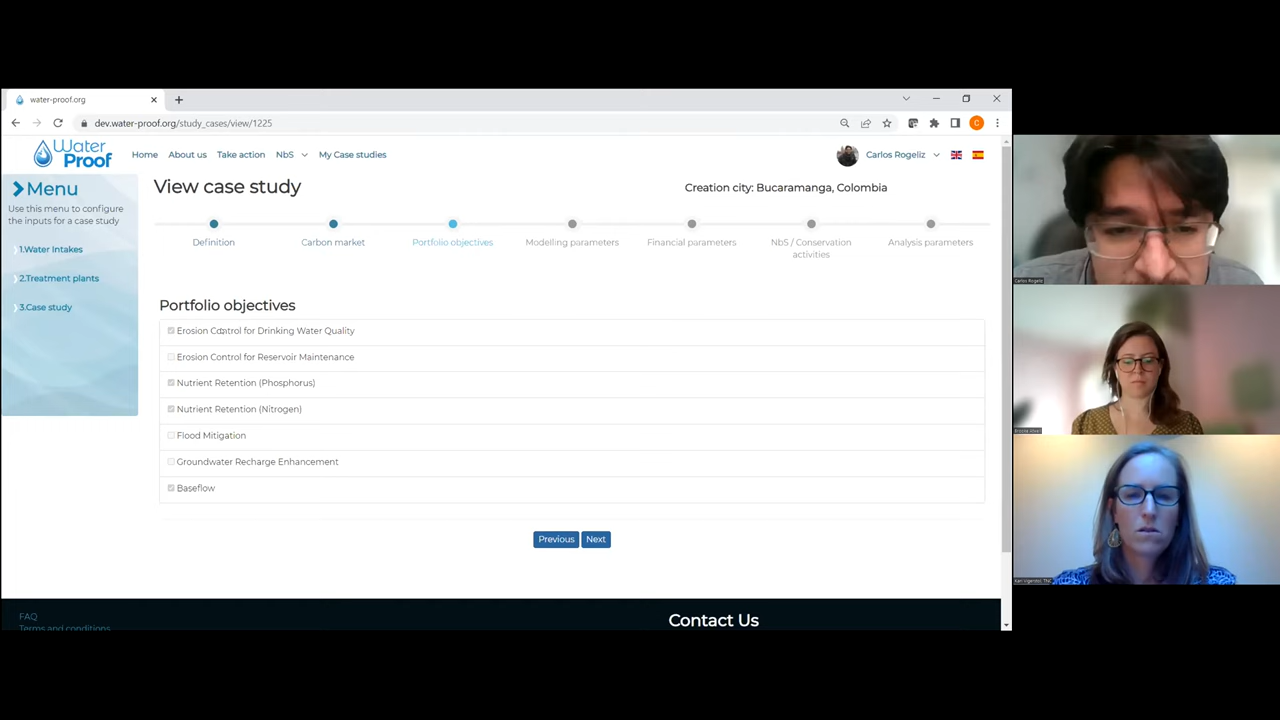 water-proof.org
dev.water-proof.org/study_cases/view/1225
C
Water
Proof
Home About us Take action NbS My Case studies
Carlos Rogeliz
Menu
Use this menu to configure
the inputs for a case study
1.Water Intakes
2.Treatment plants
3.Case study
View case study
Creation city: Bucaramanga, Colombia
Definition
Carbon market
Portfolio objectives
Modelling parameters
Financial parameters
NbS / Conservation
activities
Analysis parameters
Portfolio objectives
Erosion Control for Drinking Water Quality
Erosion Control for Reservoir Maintenance
Nutrient Retention (Phosphorus)
Nutrient Retention (Nitrogen)
Flood Mitigation
Groundwater Recharge Enhancement
Baseflow
Previous Next
FAQ
Terms and conditions
Contact Us
Carlos Rogeliz
Kari Vigerstol, TNC